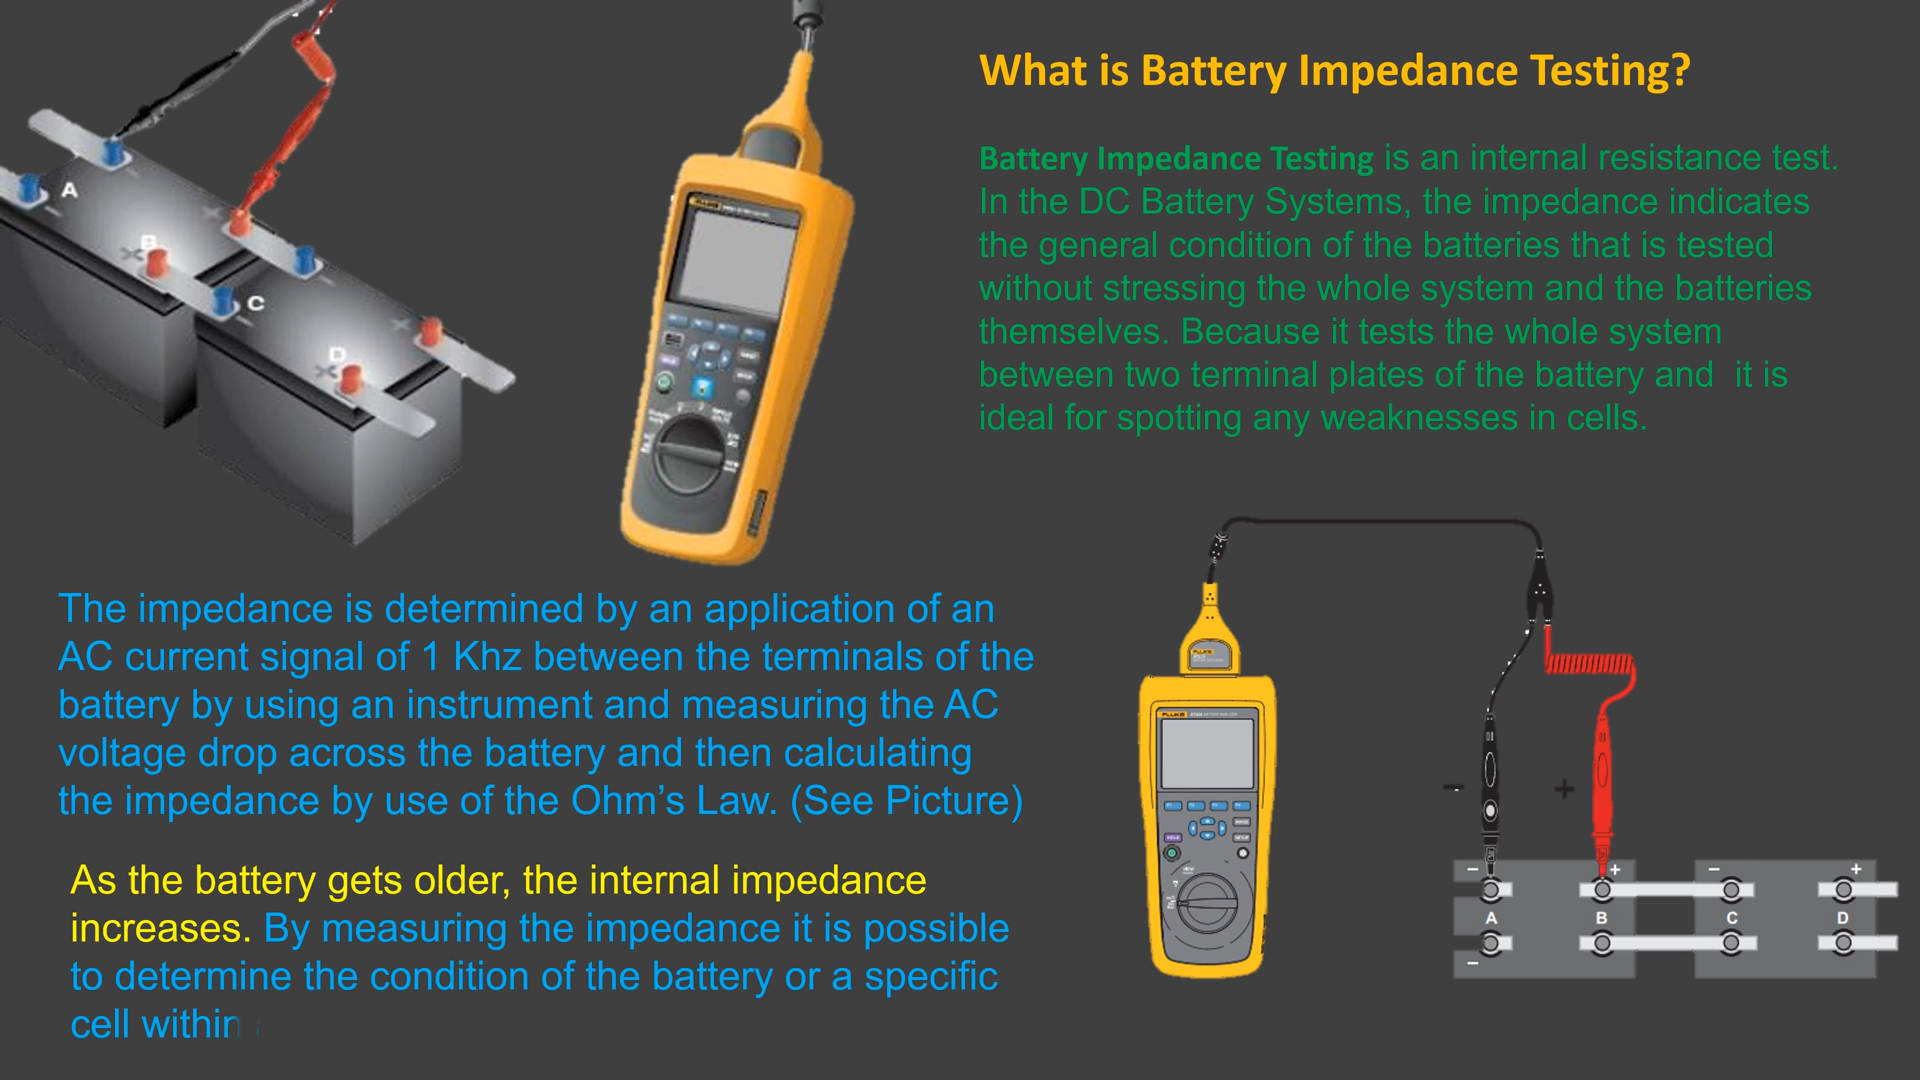 What is Battery Impedance Testing?
Battery Impedance Testing is an internal resistance test.
In the DC Battery Systems, the impedance indicates
the general condition of the batteries that is tested
without stressing the whole system and the batteries
themselves. Because it tests the whole system
between two terminal plates of the battery and it is
ideal for spotting any weaknesses in cells.
A
B
C
D
FLUKE
The impedance is determined by an application of an
AC current signal of 1 Khz between the terminals of the
battery by using an instrument and measuring the AC
voltage drop across the battery and then calculating
the impedance by use of the Ohm’s Law. (See Picture)
As the battery gets older, the internal impedance
increases. By measuring the impedance it is possible
to determine the condition of the battery or a specific
cell within
FLUKE
FLUKE
HOLD
- +
- + - +
A B C D
-